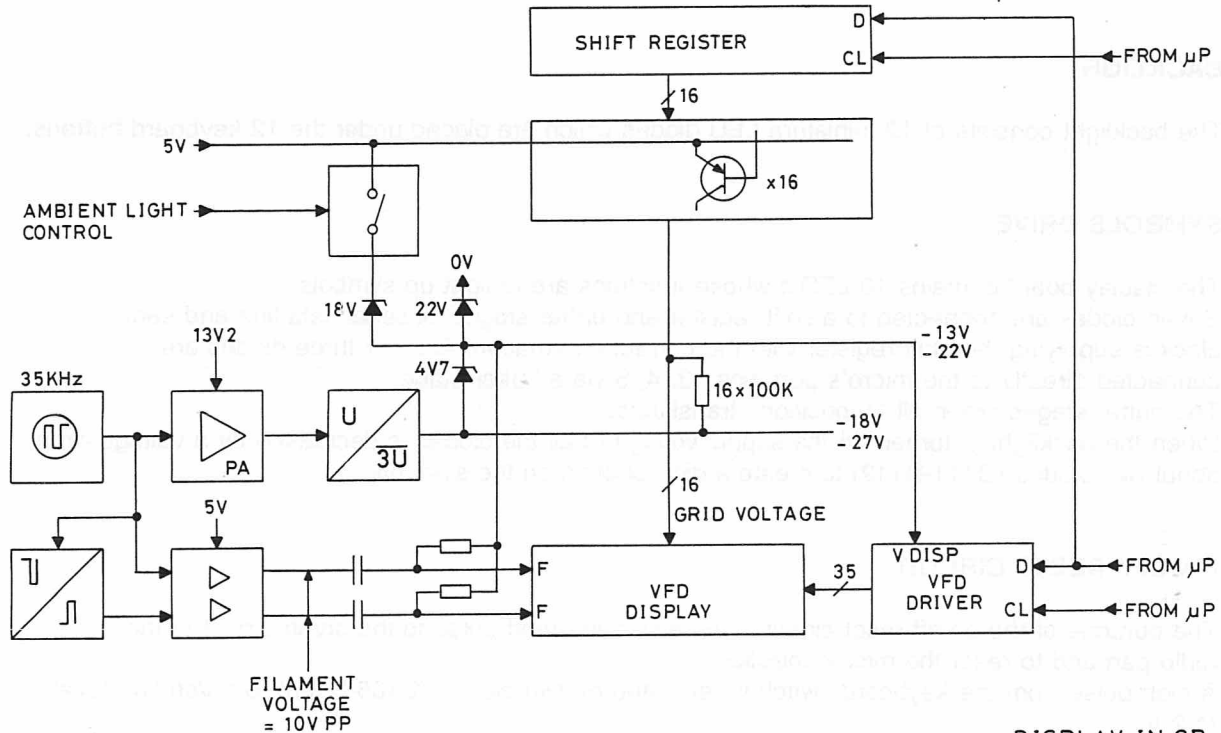 SHIFT REGISTER
D
CL
FROM µP
16
5V
x16
AMBIENT LIGHT
CONTROL
0V
18V
22V
13V2
4V7
-13V
-22V
35KHz
16x100K
U
3U
PA
-18V
-27V
16
GRID VOLTAGE
5V
F
F
VFD
DISPLAY
35
V DISP
VFD
DRIVER
D
CL
FROM µP
FROM µP
FILAMENT
VOLTAGE
= 10V PP